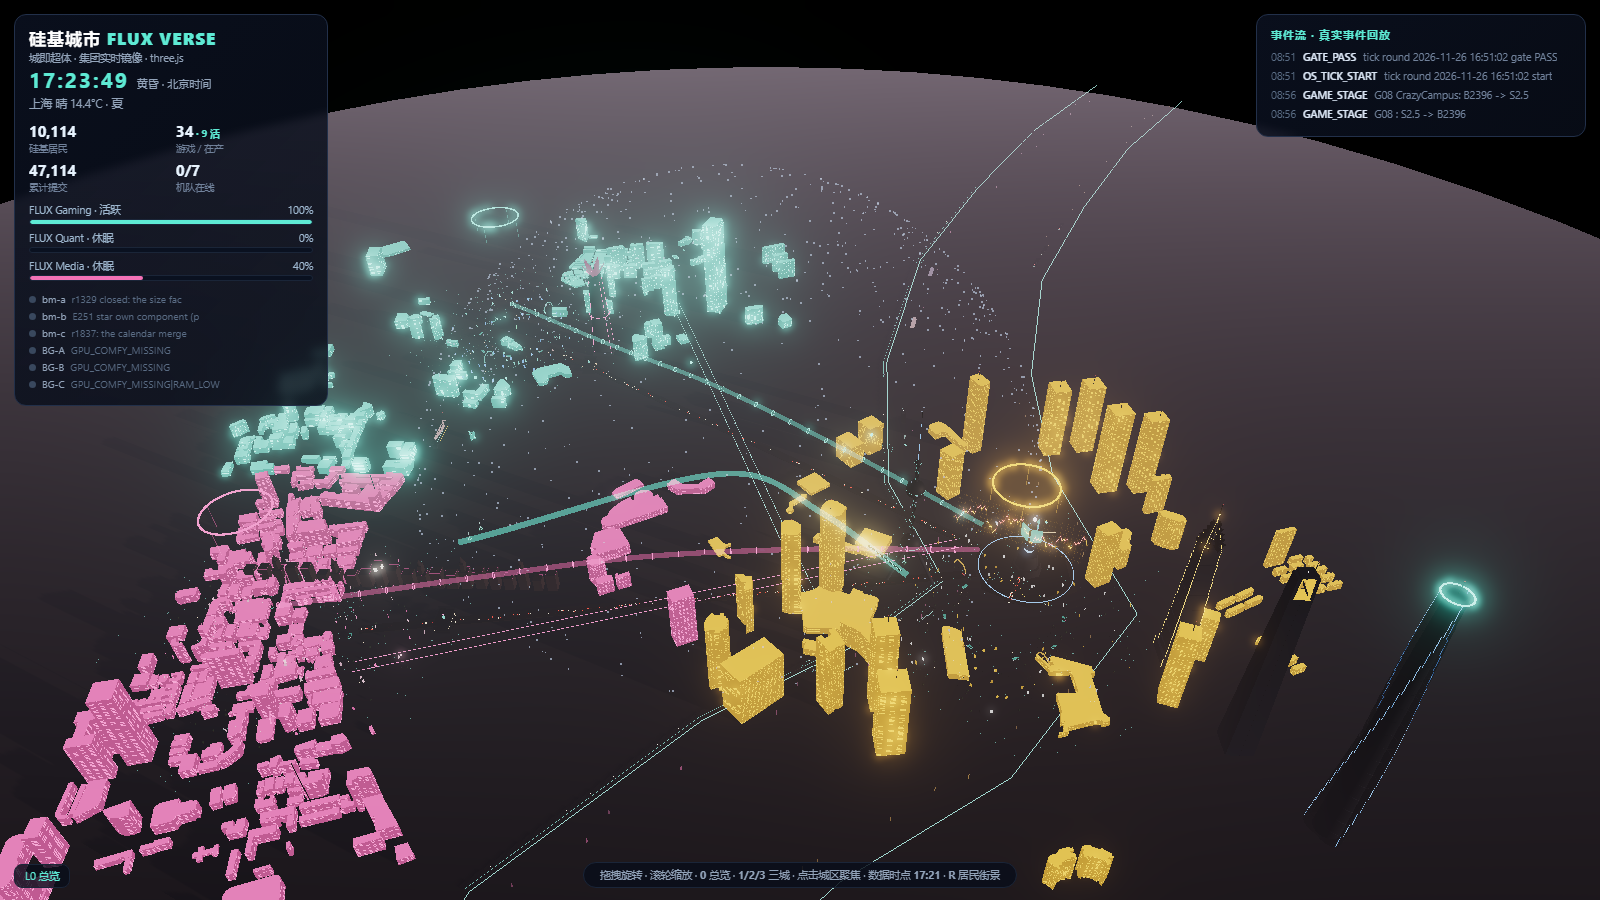 硅基城市 FLUX VERSE
城即超体 · 集团实时镜像 · three.js
17:23:49 黄昏 · 北京时间
上海 晴 14.4°C · 夏
10,114 34 · 9 活
硅基居民 游戏 / 在产
47,114 0/7
累计提交 机队在线
FLUX Gaming · 活跃 100%
FLUX Quant · 休眠 0%
FLUX Media · 休眠 40%
bm-a r1329 closed: the size fac
bm-b E251 star own component (p
bm-c r1837: the calendar merge
BG-A GPU_COMFY_MISSING
BG-B GPU_COMFY_MISSING
BG-C GPU_COMFY_MISSING|RAM_LOW
事件流 · 真实事件回放
08:51 GATE_PASS tick round 2026-11-26 16:51:02 gate PASS
08:51 OS_TICK_START tick round 2026-11-26 16:51:02 start
08:56 GAME_STAGE G08 CrazyCampus: B2396 -> S2.5
08:56 GAME_STAGE G08 : S2.5 -> B2396
L0 总览
拖拽旋转 · 滚轮缩放 · 0 总览 · 1/2/3 三城 · 点击城区聚焦 · 数据时点 17:21 · R 居民街景